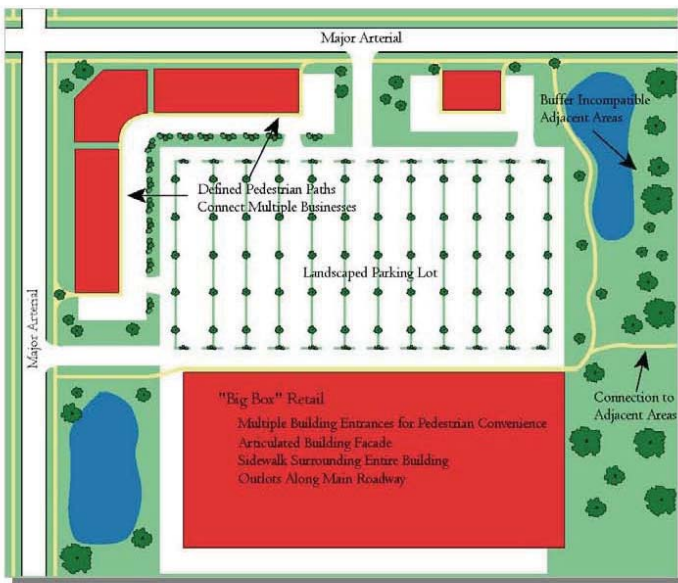 Major Arterial
Buffer Incompatible
Adjacent Areas
Defined Pedestrian Paths
Connect Multiple Businesses
Landscaped Parking Lot
Major Arterial
"Big Box" Retail
Multiple Building Entrances for Pedestrian Convenience
Articulated Building Facade
Sidewalk Surrounding Entire Building
Outlots Along Main Roadway
Connection to
Adjacent Areas